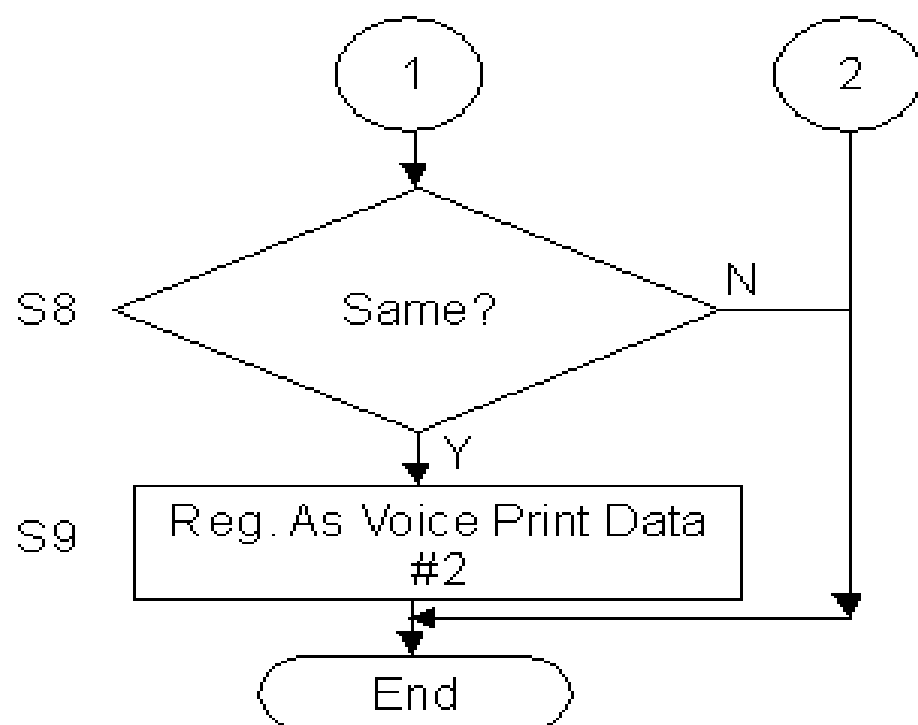 1
2
S8
Same?
N
Y
S9
Reg. As Voice Print Data
#2
End